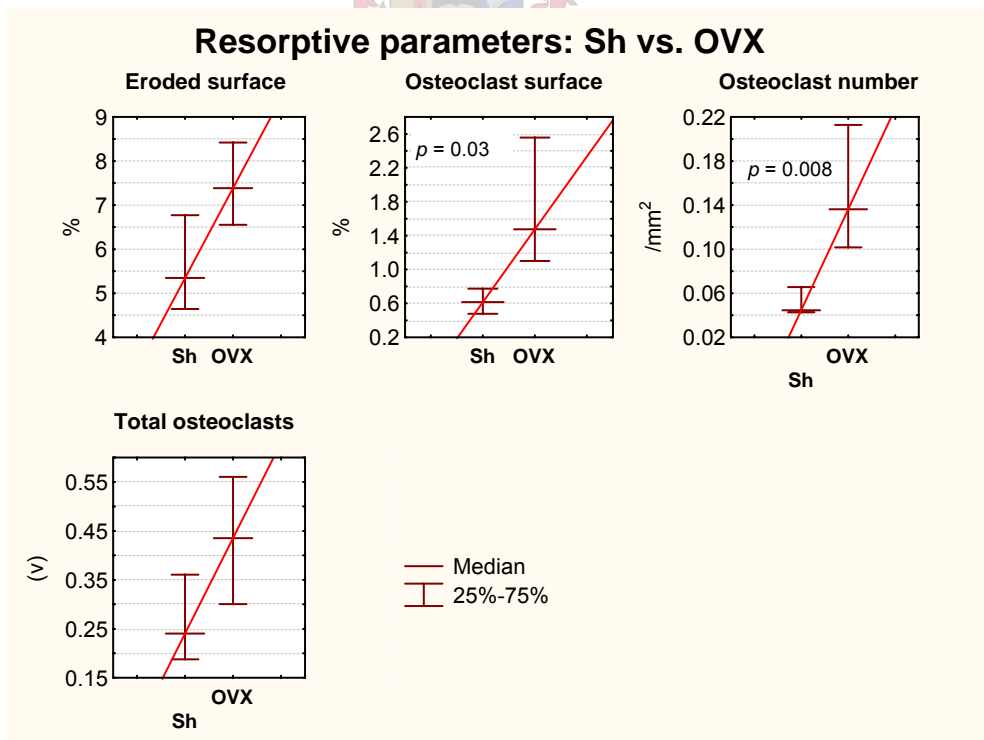 Resorptive parameters: Sh vs. OVX
Eroded surface
9
8
7
6
5
4
%
Sh OVX
Osteoclast surface
2.6
2.2
1.8
1.4
1.0
0.6
0.2
%
p = 0.03
Sh OVX
Osteoclast number
0.22
0.18
0.14
0.10
0.06
0.02
/mm²
p = 0.008
OVX
Sh
Total osteoclasts
0.55
0.45
0.35
0.25
0.15
(v)
OVX
Sh
Median
25%-75%